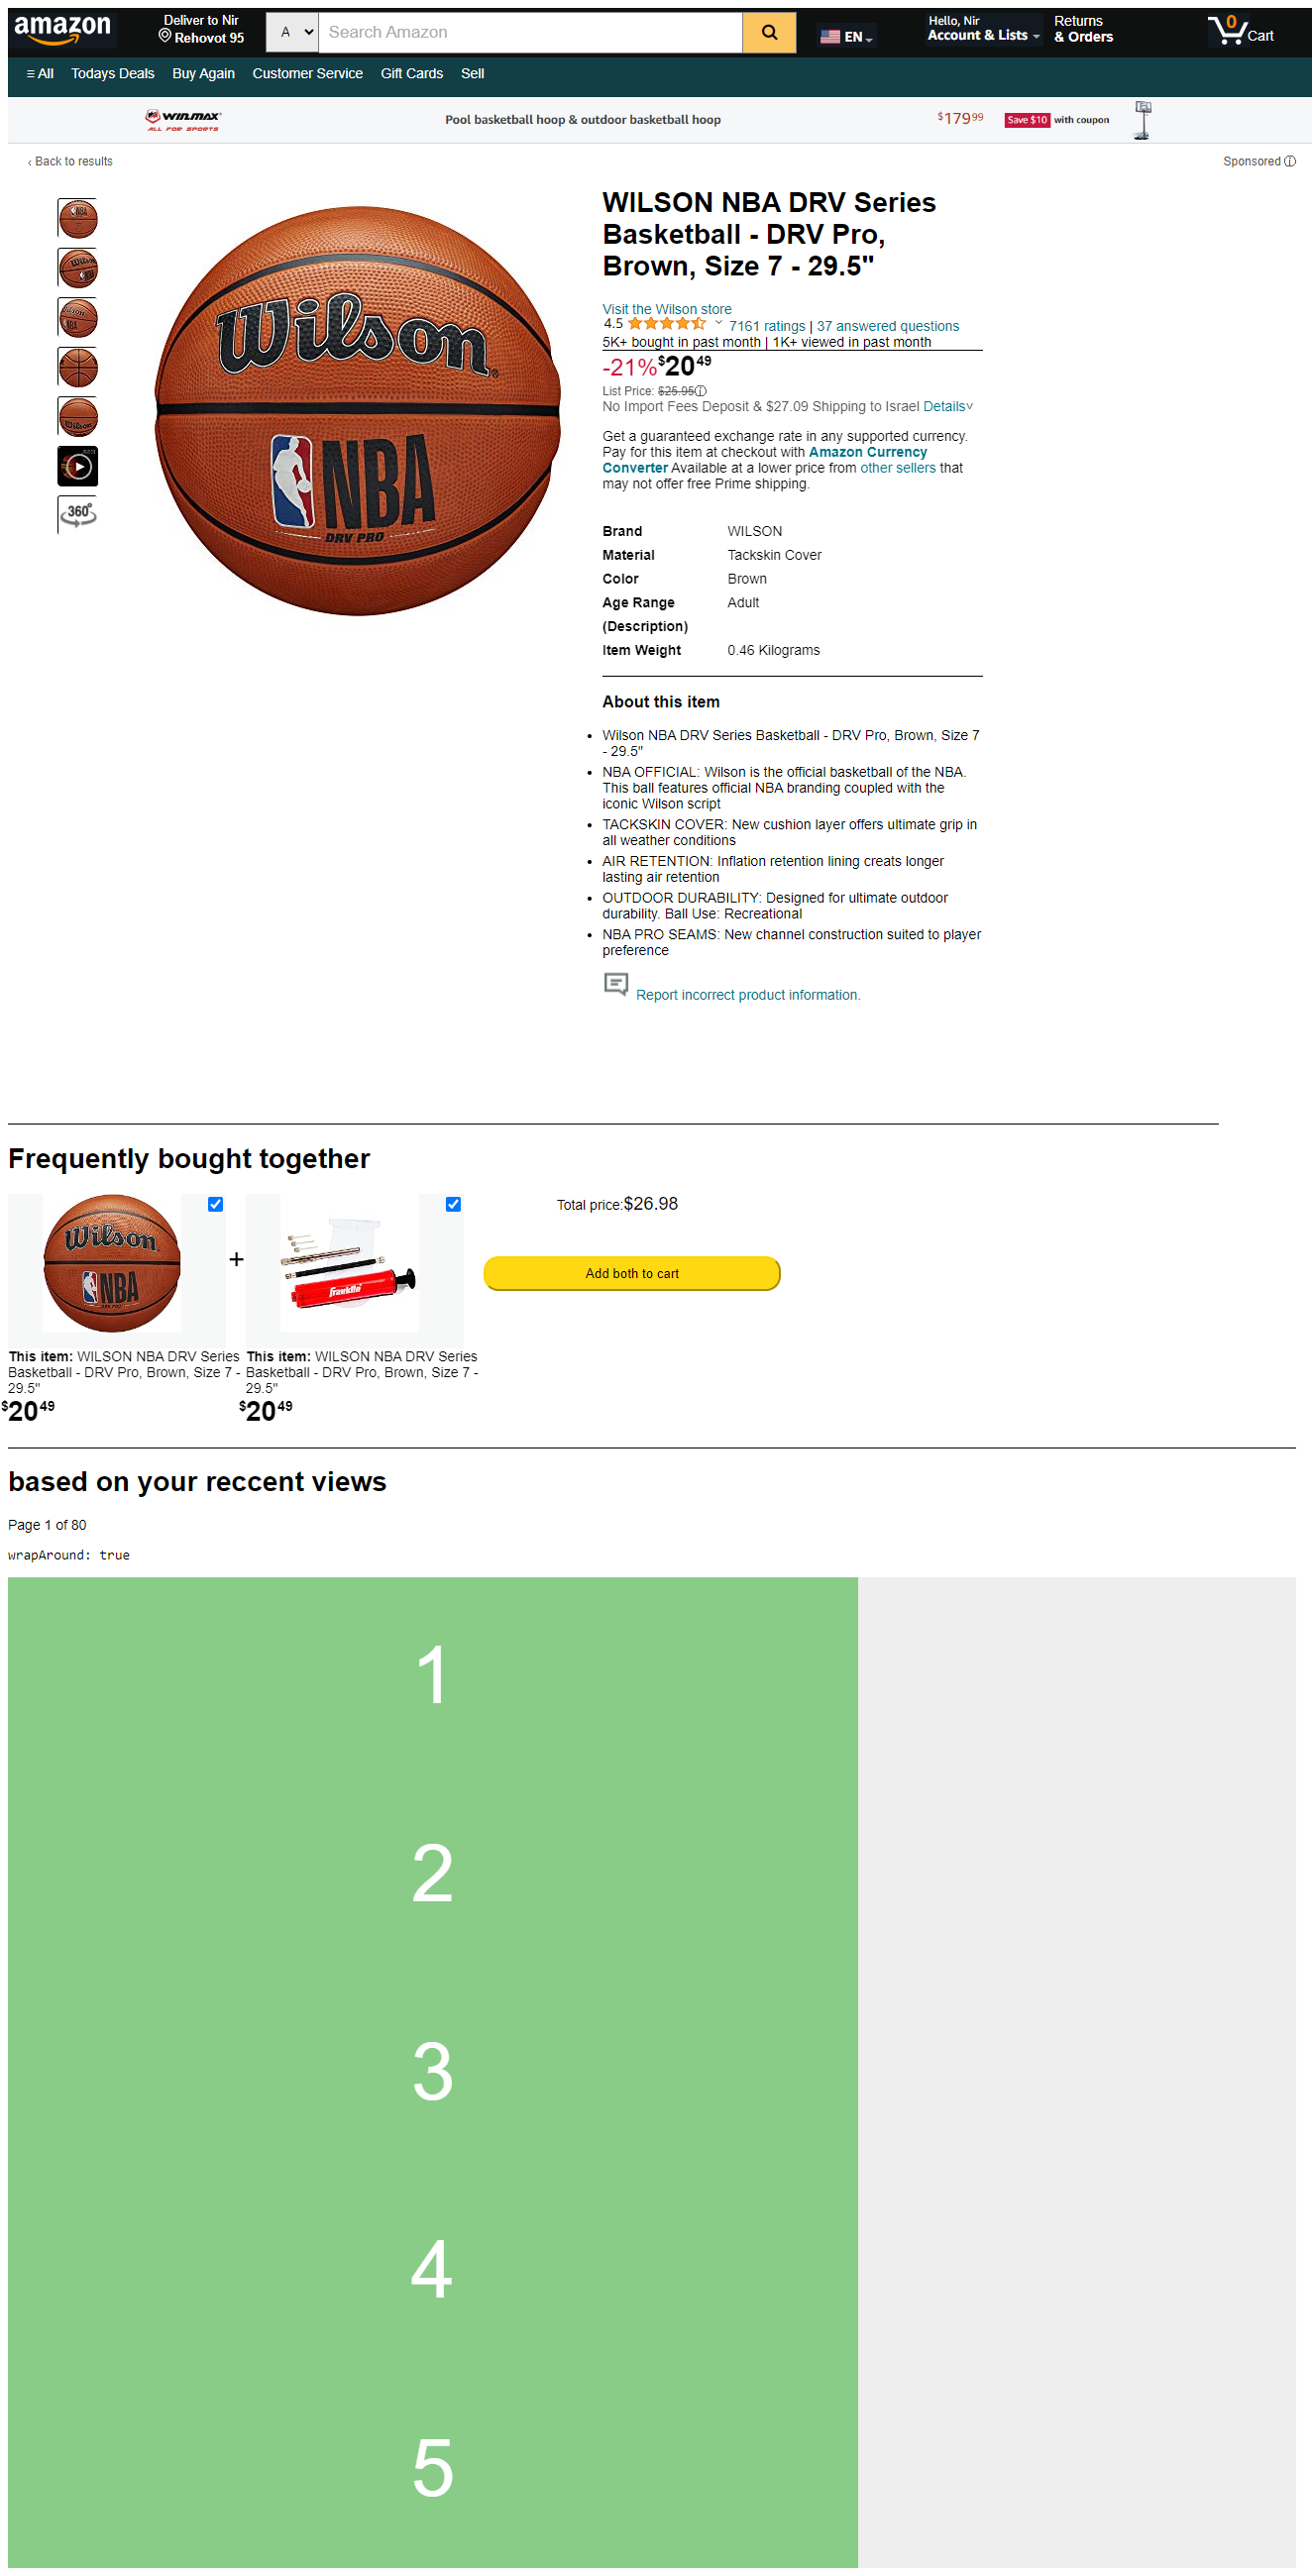 amazon
Deliver to Nir
Rehovot 95
A
Search Amazon
EN
Hello, Nir
Account & Lists
Returns
& Orders
0
Cart
≡ All Todays Deals Buy Again Customer Service Gift Cards Sell
WINMAX
ALL FOR SPORTS
Pool basketball hoop & outdoor basketball hoop
$179 99
Save $10 with coupon
‹ Back to results
Sponsored
360°
Wilson
NBA
DRV PRO
WILSON NBA DRV Series
Basketball - DRV Pro,
Brown, Size 7 - 29.5"
Visit the Wilson store
4.5 7161 ratings | 37 answered questions
5K+ bought in past month | 1K+ viewed in past month
-21% $20 49
List Price: $25.95
No Import Fees Deposit & $27.09 Shipping to Israel Details
Get a guaranteed exchange rate in any supported currency.
Pay for this item at checkout with Amazon Currency
Converter Available at a lower price from other sellers that
may not offer free Prime shipping.
Brand WILSON
Material Tackskin Cover
Color Brown
Age Range Adult
(Description)
Item Weight 0.46 Kilograms
About this item
• Wilson NBA DRV Series Basketball - DRV Pro, Brown, Size 7
- 29.5"
• NBA OFFICIAL: Wilson is the official basketball of the NBA.
This ball features official NBA branding coupled with the
iconic Wilson script
• TACKSKIN COVER: New cushion layer offers ultimate grip in
all weather conditions
• AIR RETENTION: Inflation retention lining creats longer
lasting air retention
• OUTDOOR DURABILITY: Designed for ultimate outdoor
durability. Ball Use: Recreational
• NBA PRO SEAMS: New channel construction suited to player
preference
Report incorrect product information.
Frequently bought together
Wilson
NBA
DRV PRO
+
Franklin
Total price:$26.98
Add both to cart
This item: WILSON NBA DRV Series
Basketball - DRV Pro, Brown, Size 7 -
29.5"
$20 49
This item: WILSON NBA DRV Series
Basketball - DRV Pro, Brown, Size 7 -
29.5"
$20 49
based on your reccent views
Page 1 of 80
wrapAround: true
1
2
3
4
5